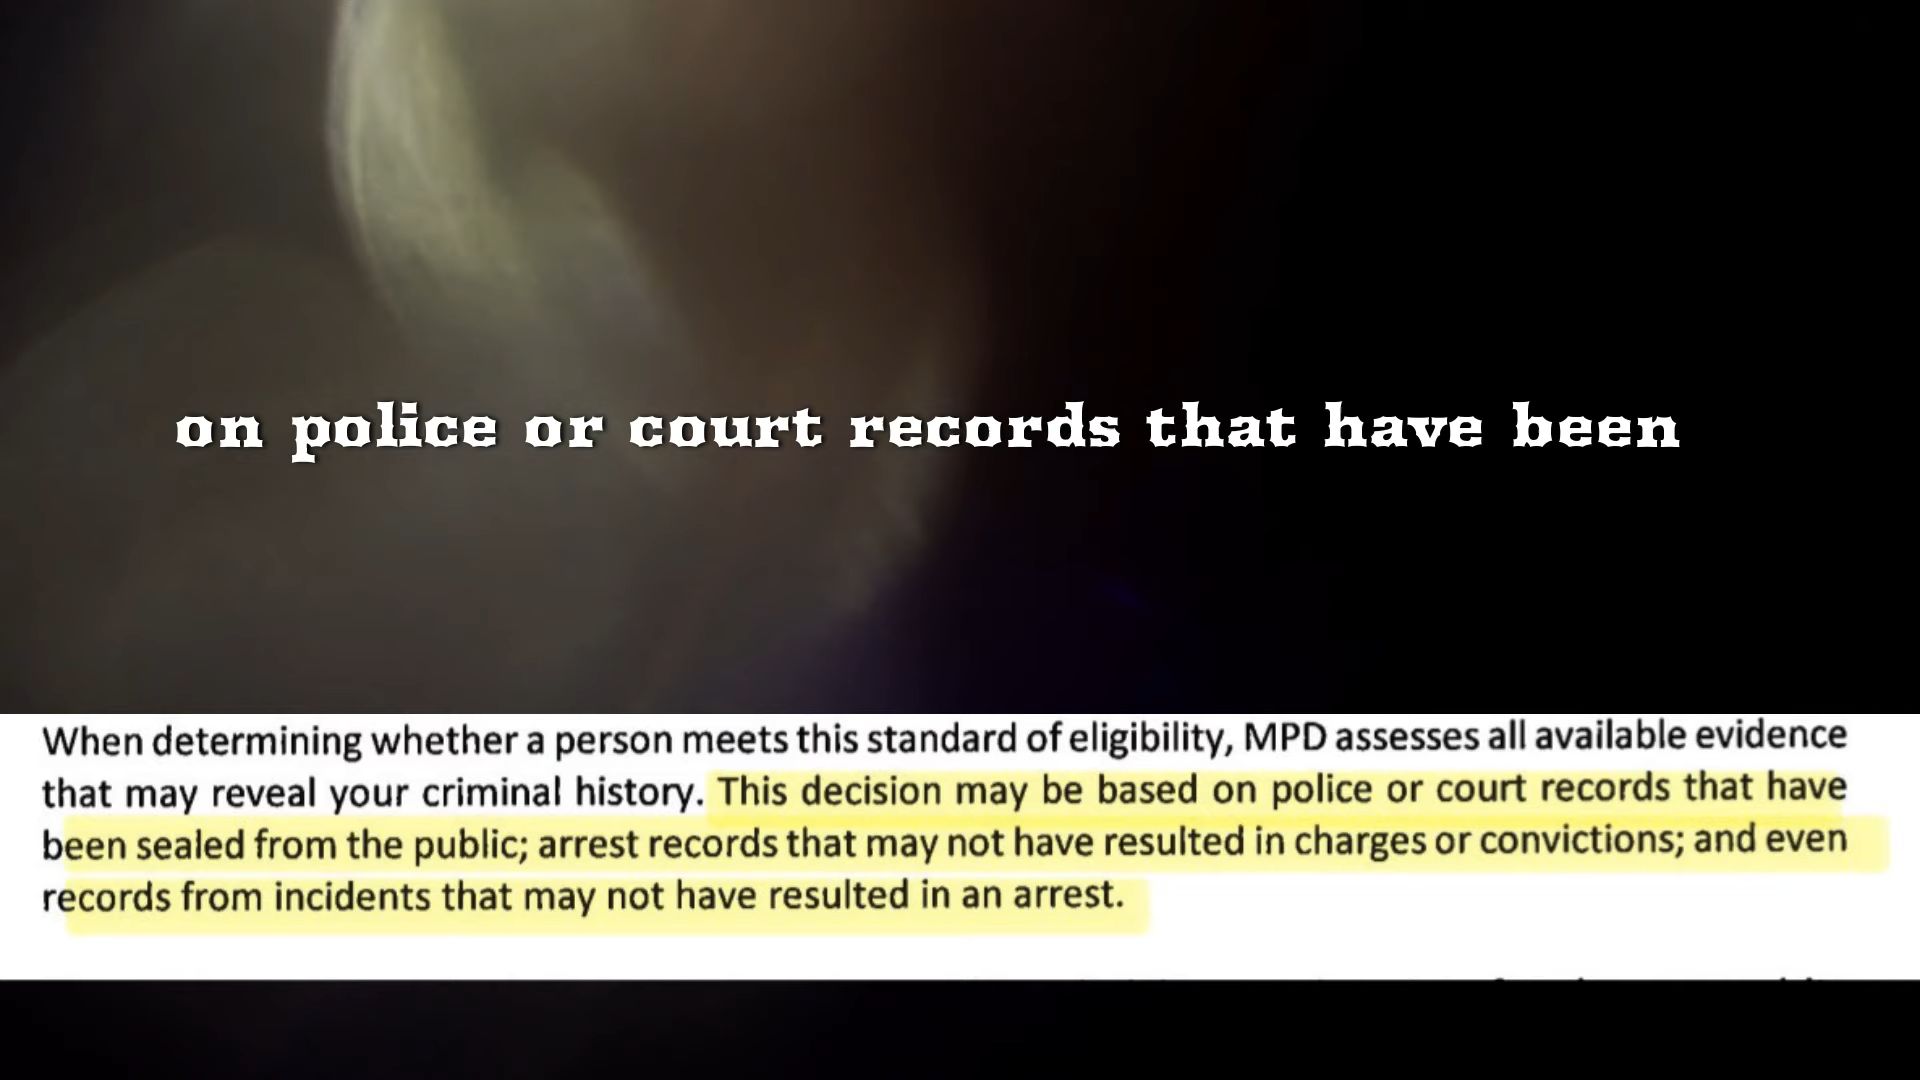 on police or court records that have been
When determining whether a person meets this standard of eligibility, MPD assesses all available evidence
that may reveal your criminal history. This decision may be based on police or court records that have
been sealed from the public; arrest records that may not have resulted in charges or convictions; and even
records from incidents that may not have resulted in an arrest.